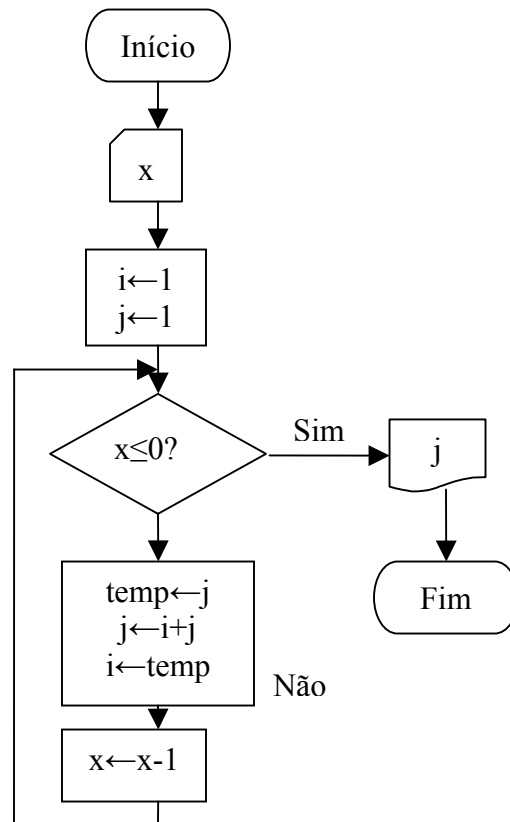 Início
x
i←1
j←1
x≤0?
Sim
j
Fim
temp←j
j←i+j
i←temp
Não
x←x-1